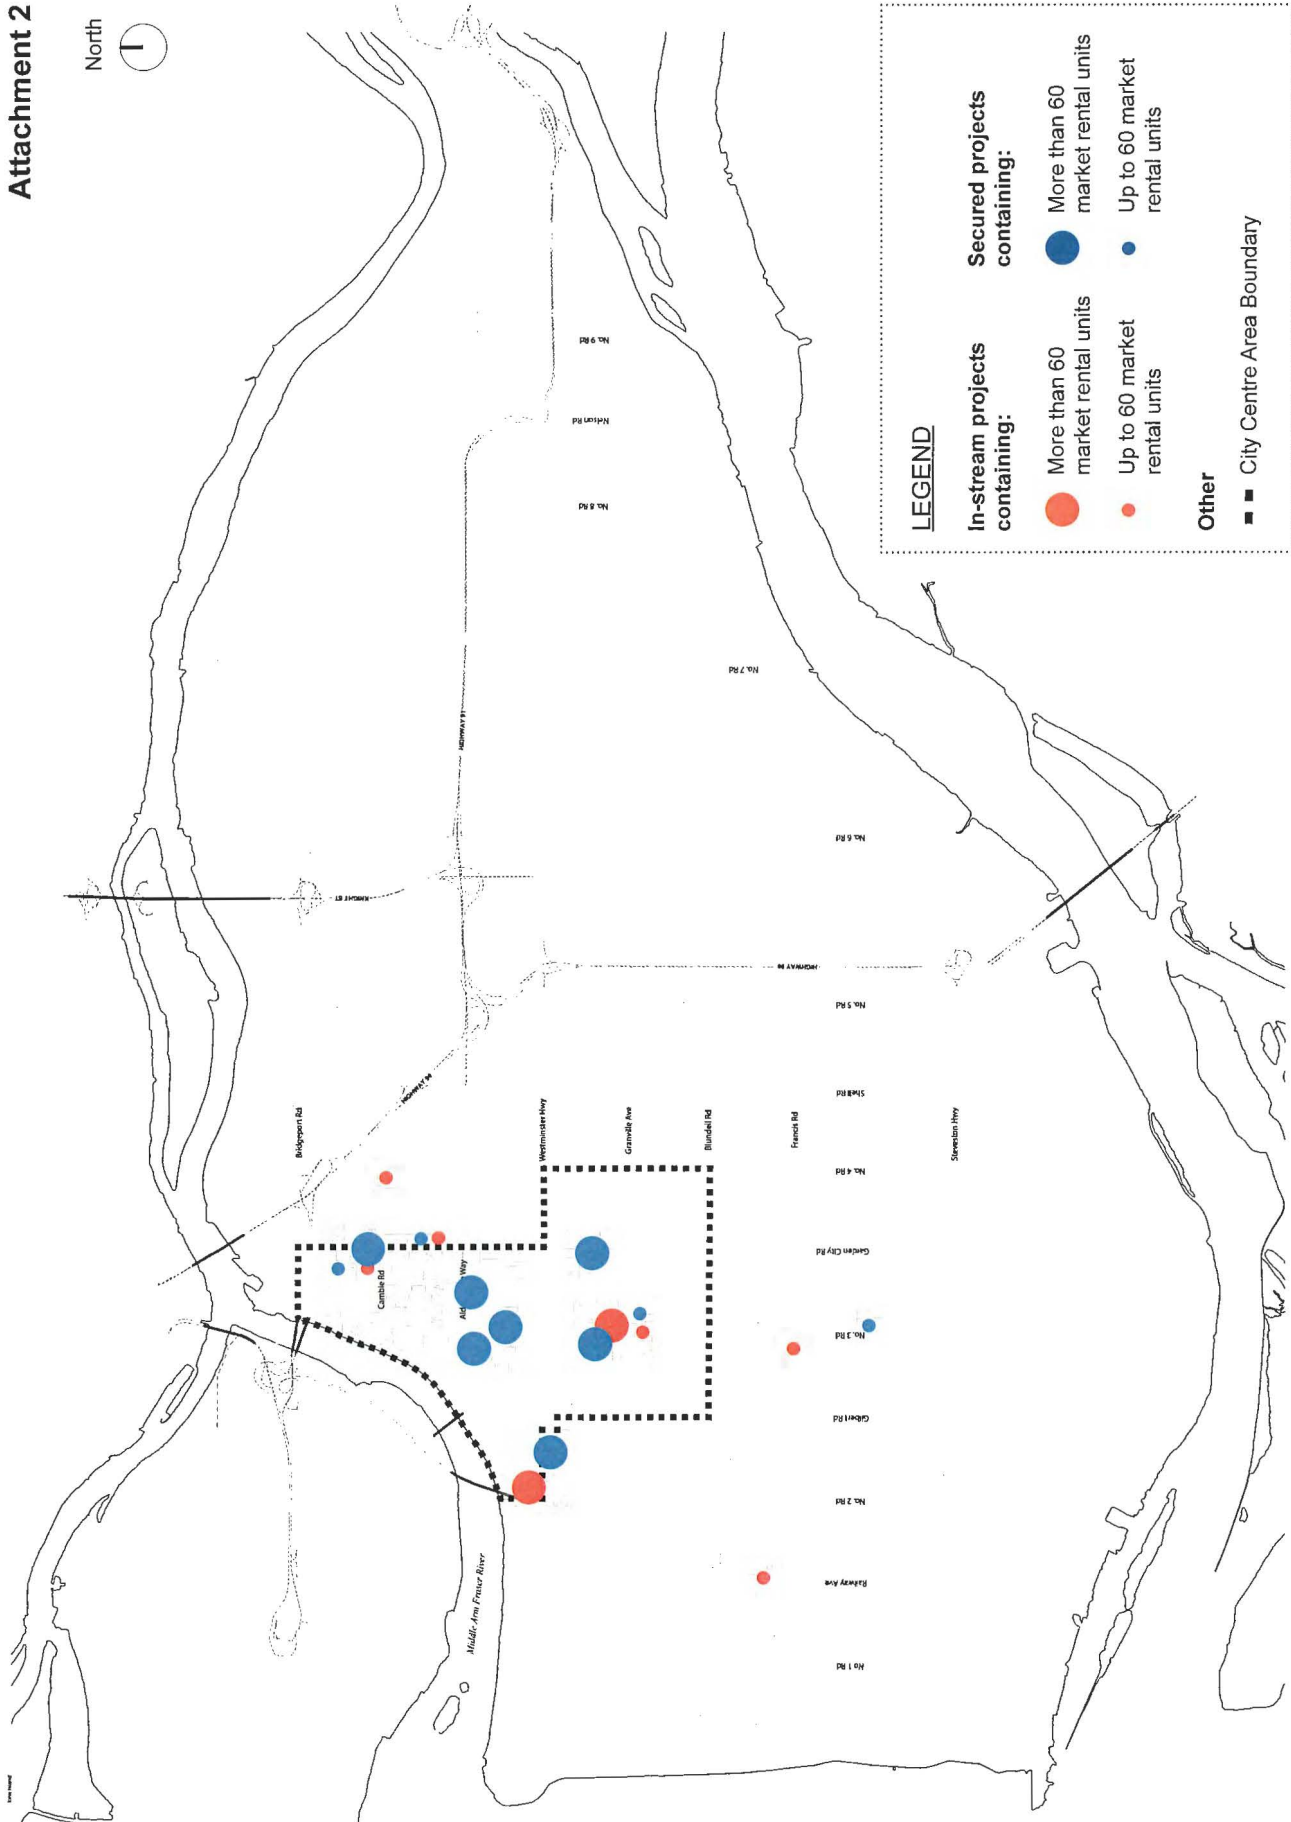 Attachment 2
North
No. 9 Rd
Nelson Rd
No. 8 Rd
HIGHWAY 91
No. 7 Rd
No. 6 Rd
KNIGHT ST
HIGHWAY 99
No. 5 Rd
Shell Rd
HIGHWAY 99
Bridgeport Rd
Westminster Hwy
Granville Ave
Blundell Rd
Francis Rd
Steveston Hwy
No. 4 Rd
Garden City Rd
Cambie Rd
Way
No. 3 Rd
Gilbert Rd
No. 2 Rd
Railway Ave
No 1 Rd
Middle Arm Fraser River
LEGEND
In-stream projects
containing:
More than 60
market rental units
Up to 60 market
rental units
Secured projects
containing:
More than 60
market rental units
Up to 60 market
rental units
Other
City Centre Area Boundary